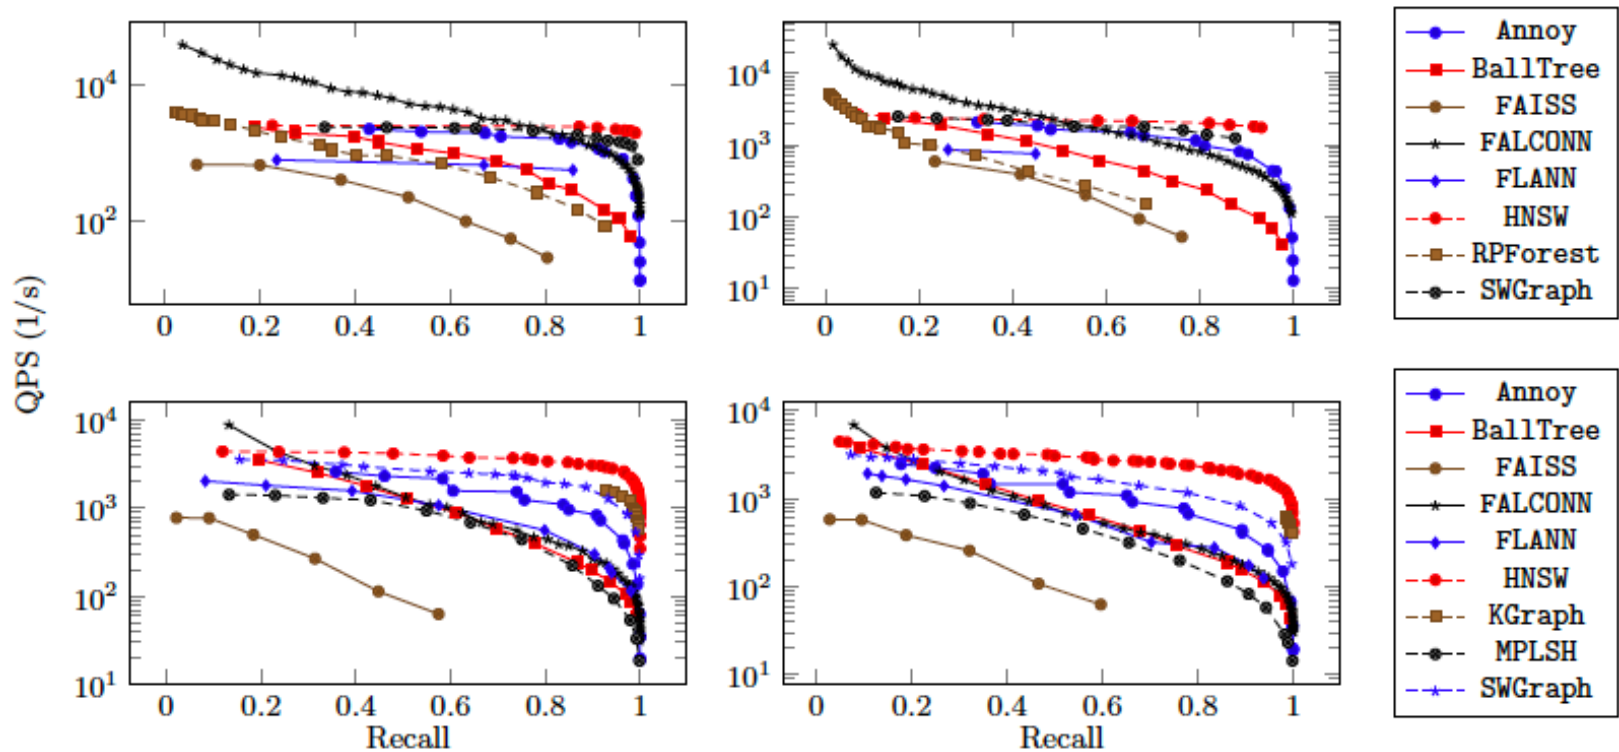 QPS (1/s)
10^4
10^2
0 0.2 0.4 0.6 0.8 1
10^4
10^3
10^2
10^1
0 0.2 0.4 0.6 0.8 1
Annoy
BallTree
FAISS
FALCONN
FLANN
HNSW
RPForest
SWGraph
10^4
10^3
10^2
10^1
0 0.2 0.4 0.6 0.8 1
Recall
10^4
10^3
10^2
10^1
0 0.2 0.4 0.6 0.8 1
Recall
Annoy
BallTree
FAISS
FALCONN
FLANN
HNSW
KGraph
MPLSH
SWGraph